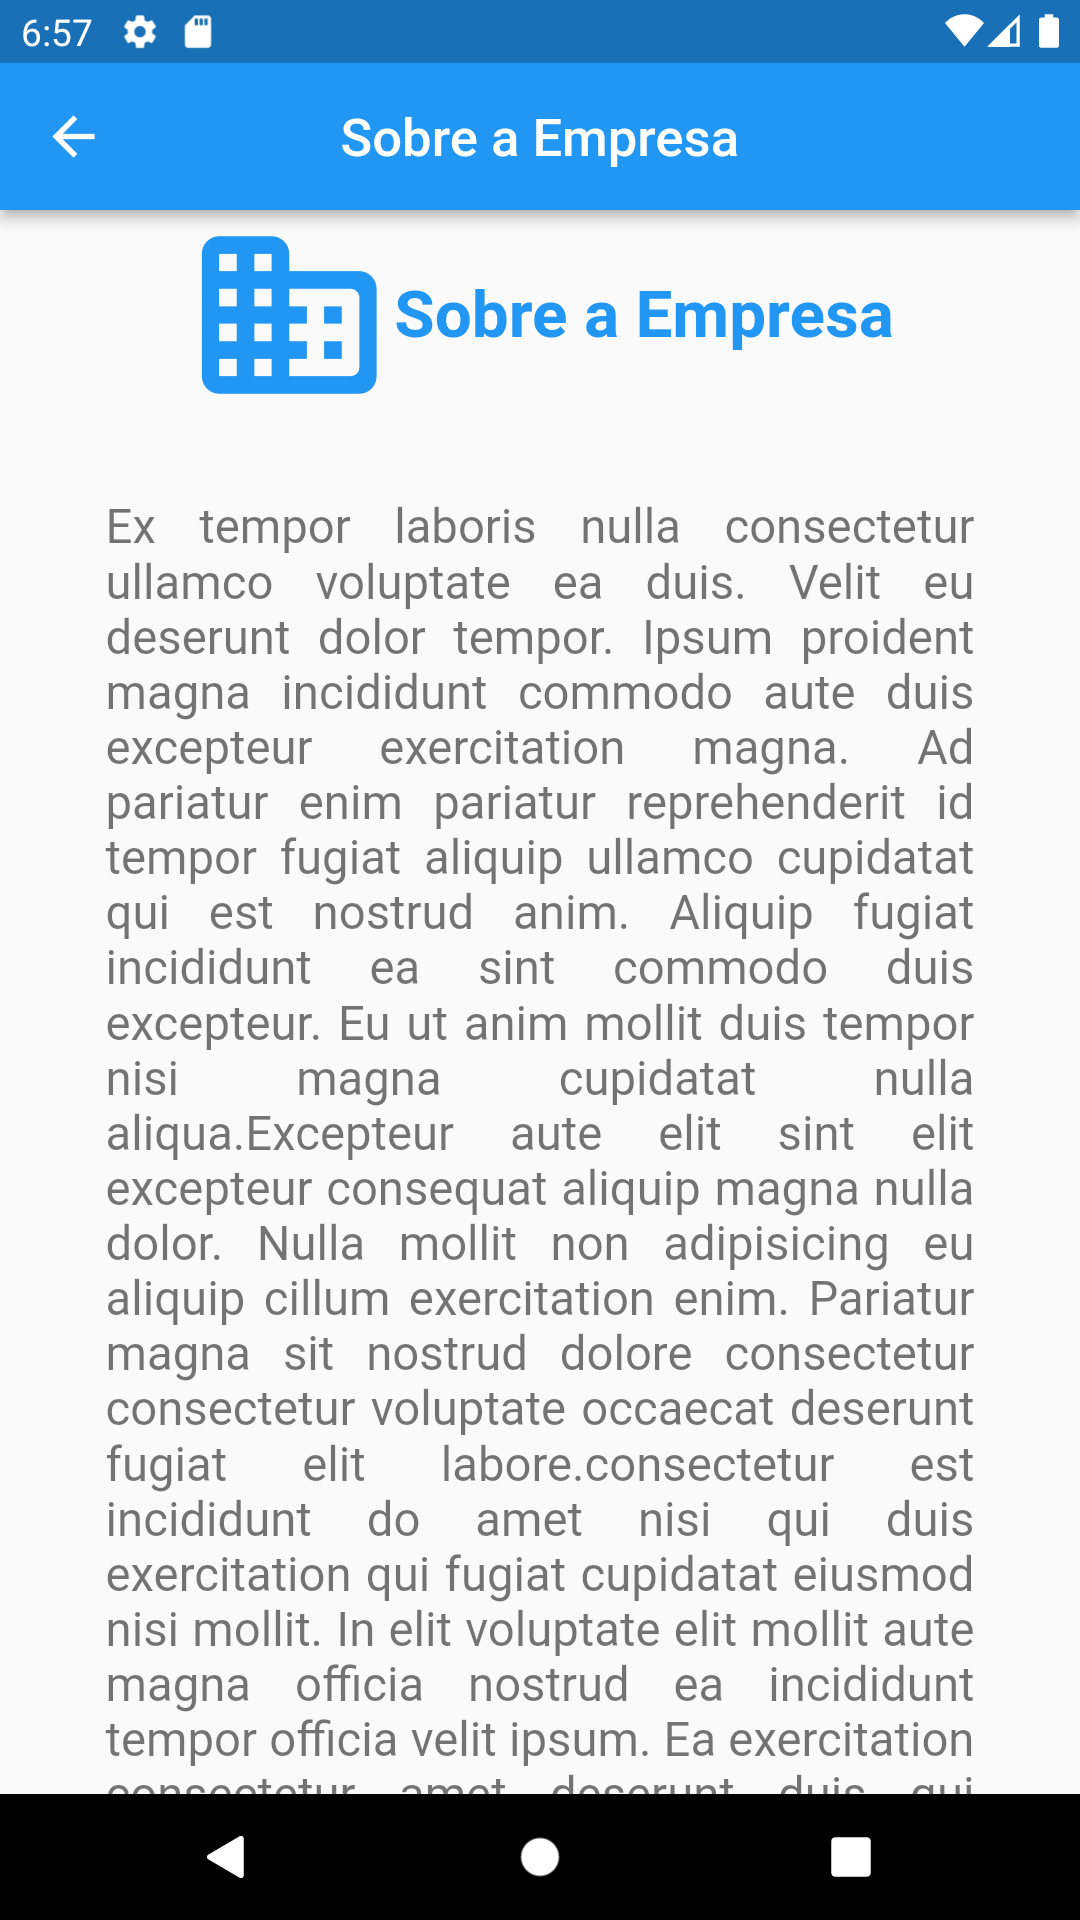 6:57
Sobre a Empresa
Sobre a Empresa
Ex tempor laboris nulla consectetur
ullamco voluptate ea duis. Velit eu
deserunt dolor tempor. Ipsum proident
magna incididunt commodo aute duis
excepteur exercitation magna. Ad
pariatur enim pariatur reprehenderit id
tempor fugiat aliquip ullamco cupidatat
qui est nostrud anim. Aliquip fugiat
incididunt ea sint commodo duis
excepteur. Eu ut anim mollit duis tempor
nisi magna cupidatat nulla
aliqua.Excepteur aute elit sint elit
excepteur consequat aliquip magna nulla
dolor. Nulla mollit non adipisicing eu
aliquip cillum exercitation enim. Pariatur
magna sit nostrud dolore consectetur
consectetur voluptate occaecat deserunt
fugiat elit labore.consectetur est
incididunt do amet nisi qui duis
exercitation qui fugiat cupidatat eiusmod
nisi mollit. In elit voluptate elit mollit aute
magna officia nostrud ea incididunt
tempor officia velit ipsum. Ea exercitation
consectetur amet deserunt duis qui